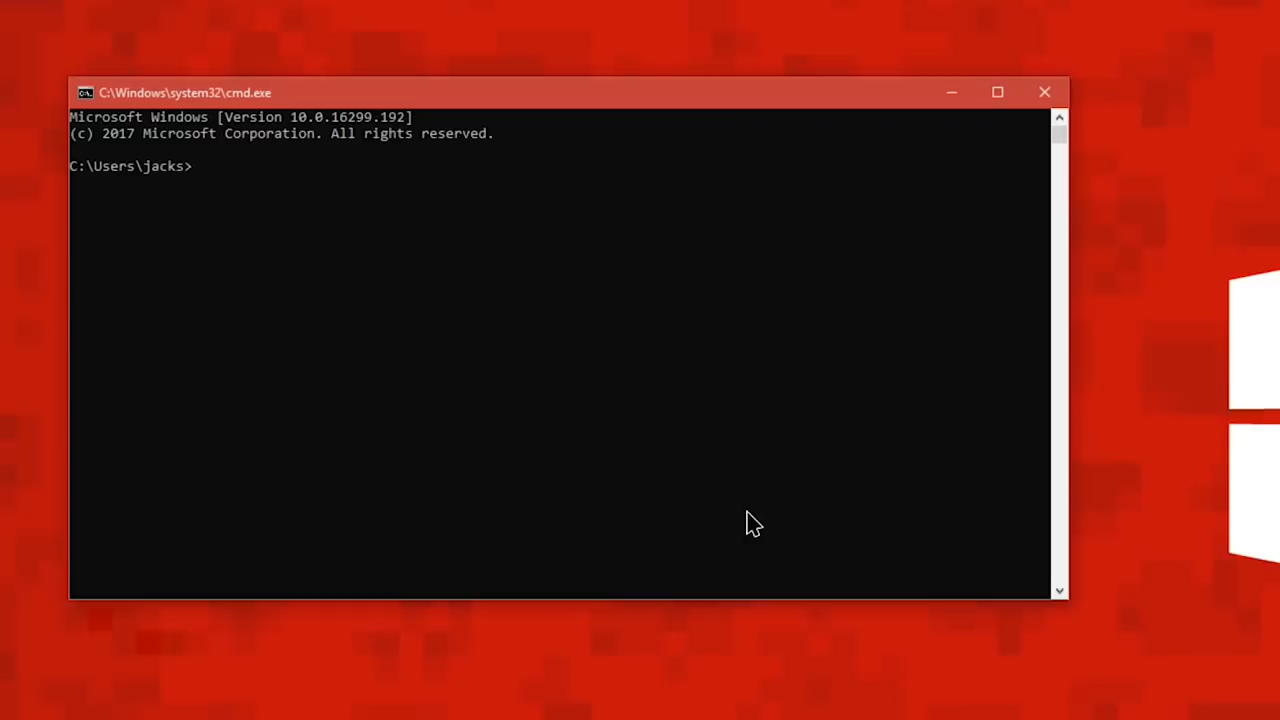 C:\Windows\system32\cmd.exe
Microsoft Windows [Version 10.0.16299.192]
(c) 2017 Microsoft Corporation. All rights reserved.
C:\Users\jacks>